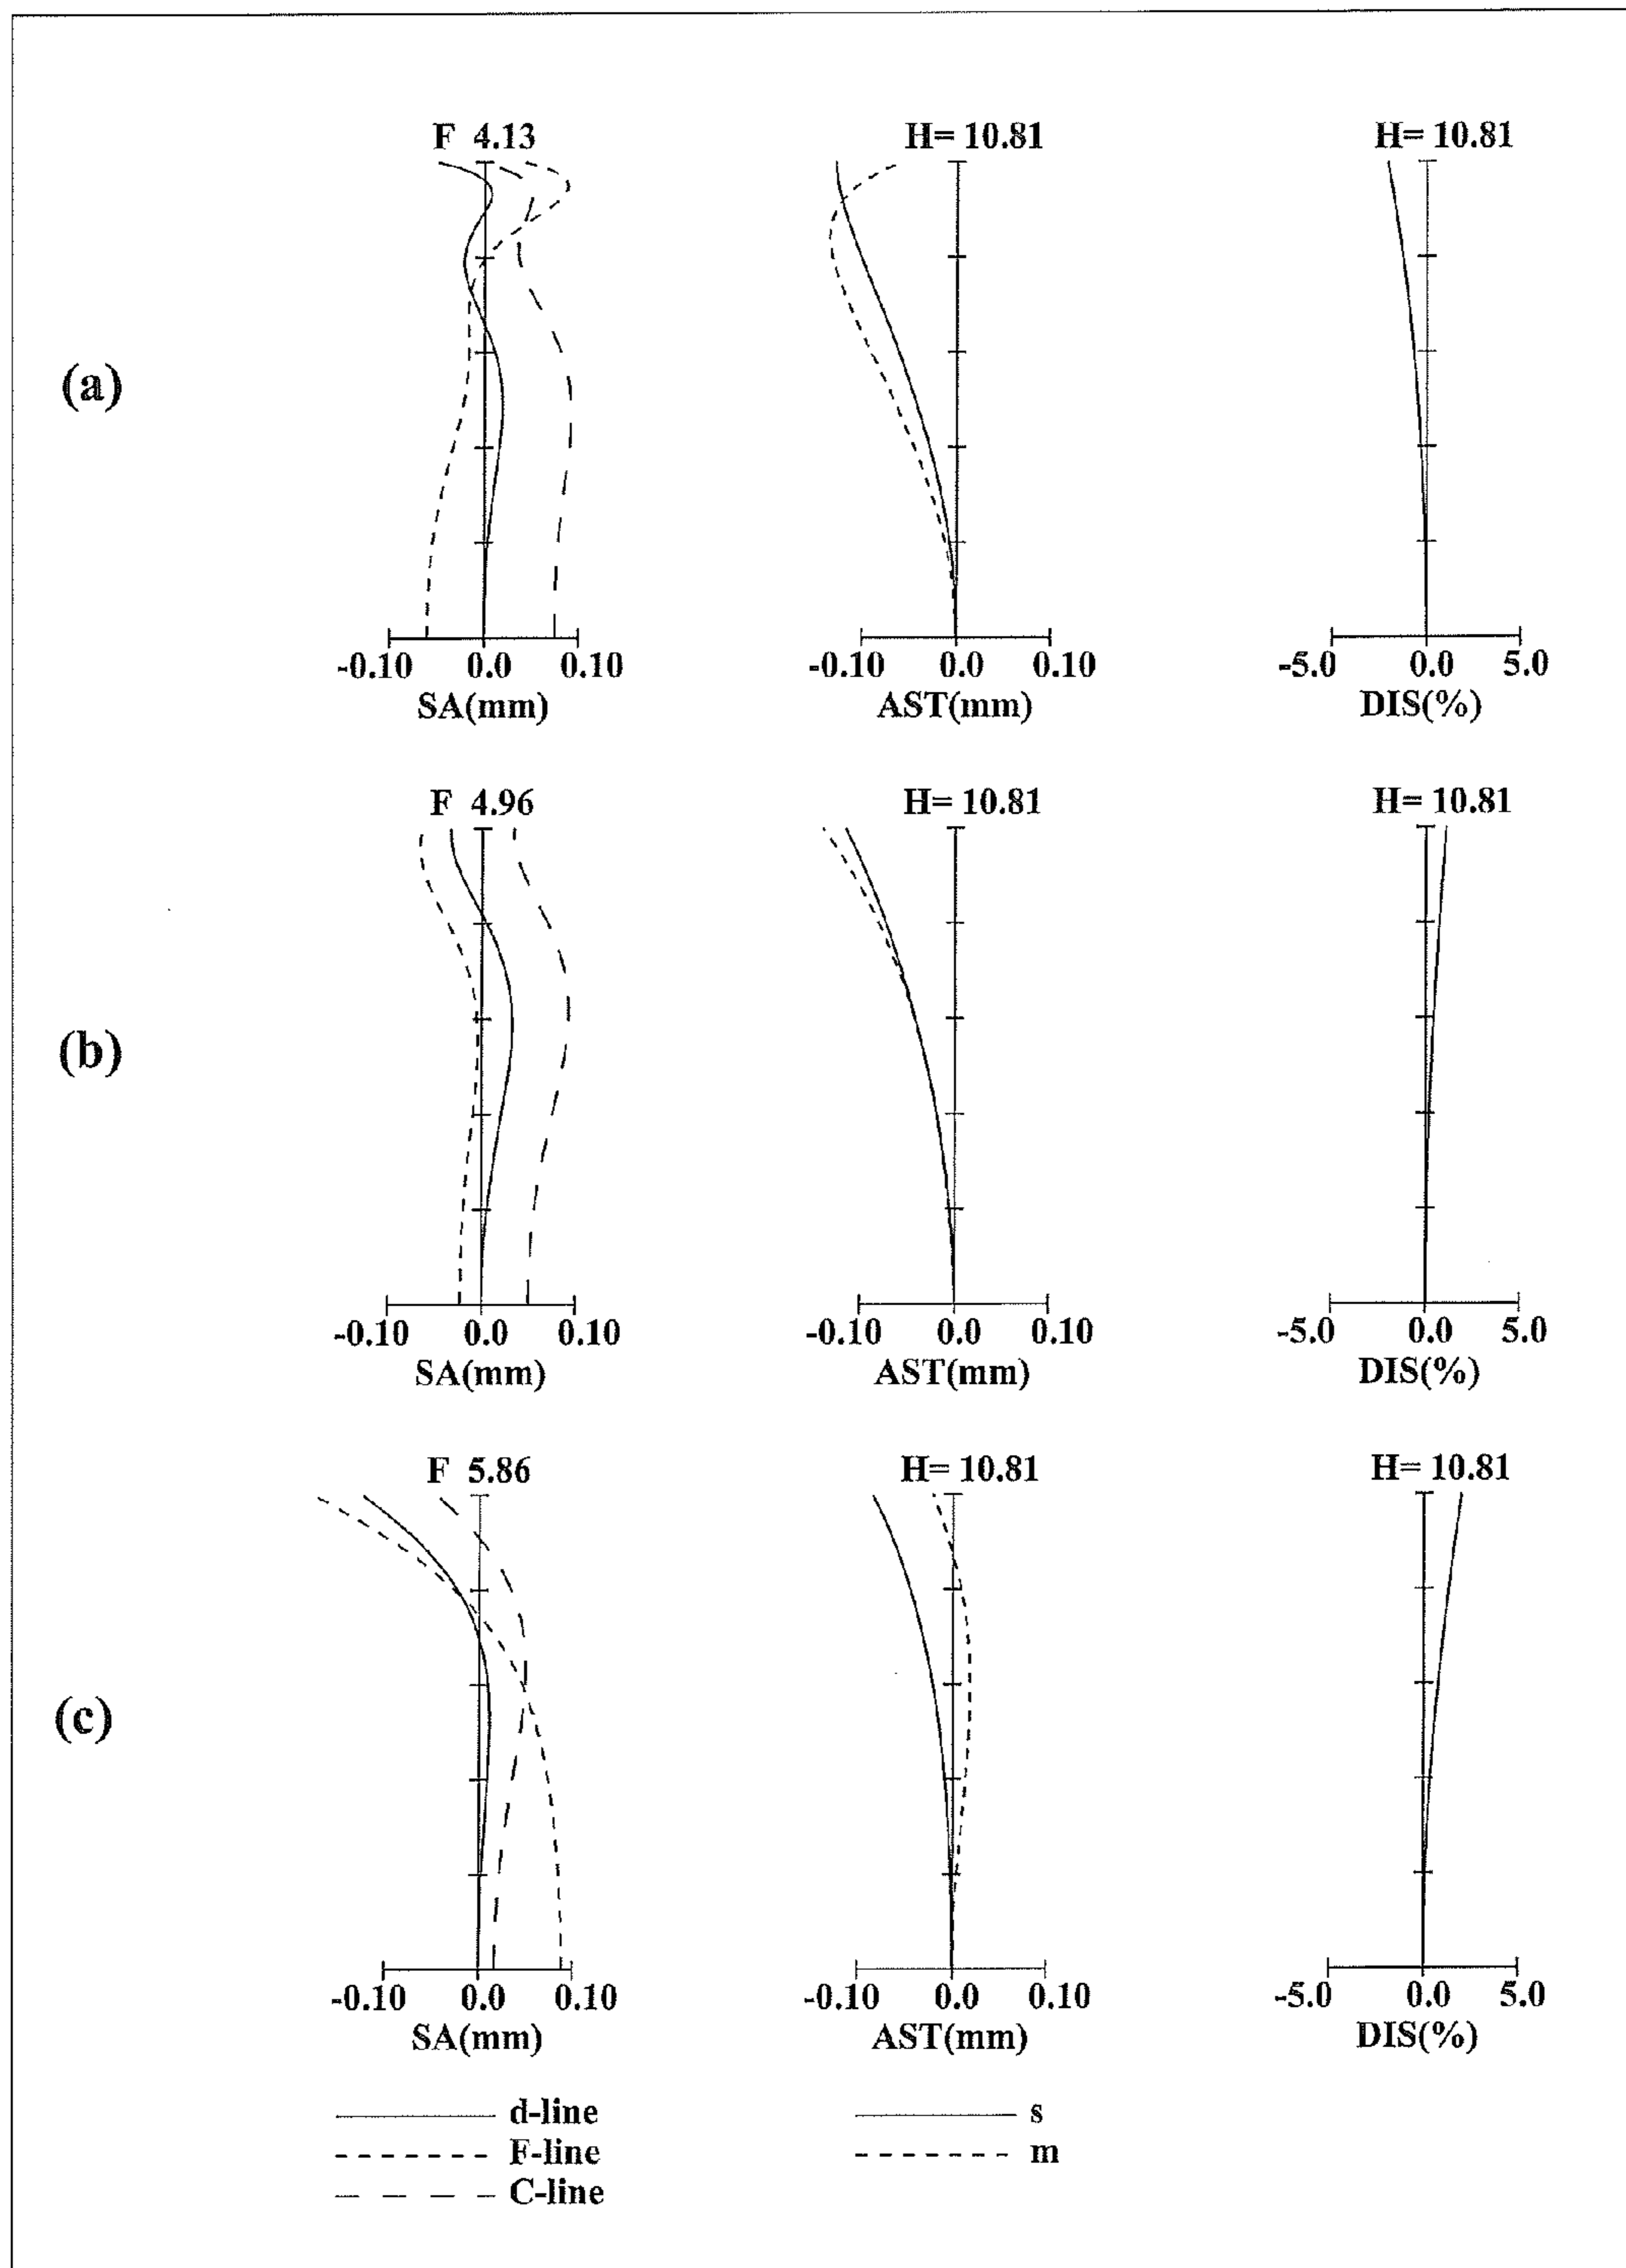 F 4.13 H= 10.81 H= 10.81
(a)
-0.10 0.0 0.10 -0.10 0.0 0.10 -5.0 0.0 5.0
SA(mm) AST(mm) DIS(%)
F 4.96 H= 10.81 H= 10.81
(b)
-0.10 0.0 0.10 -0.10 0.0 0.10 -5.0 0.0 5.0
SA(mm) AST(mm) DIS(%)
F 5.86 H= 10.81 H= 10.81
(c)
-0.10 0.0 0.10 -0.10 0.0 0.10 -5.0 0.0 5.0
SA(mm) AST(mm) DIS(%)
d-line s
F-line m
C-line